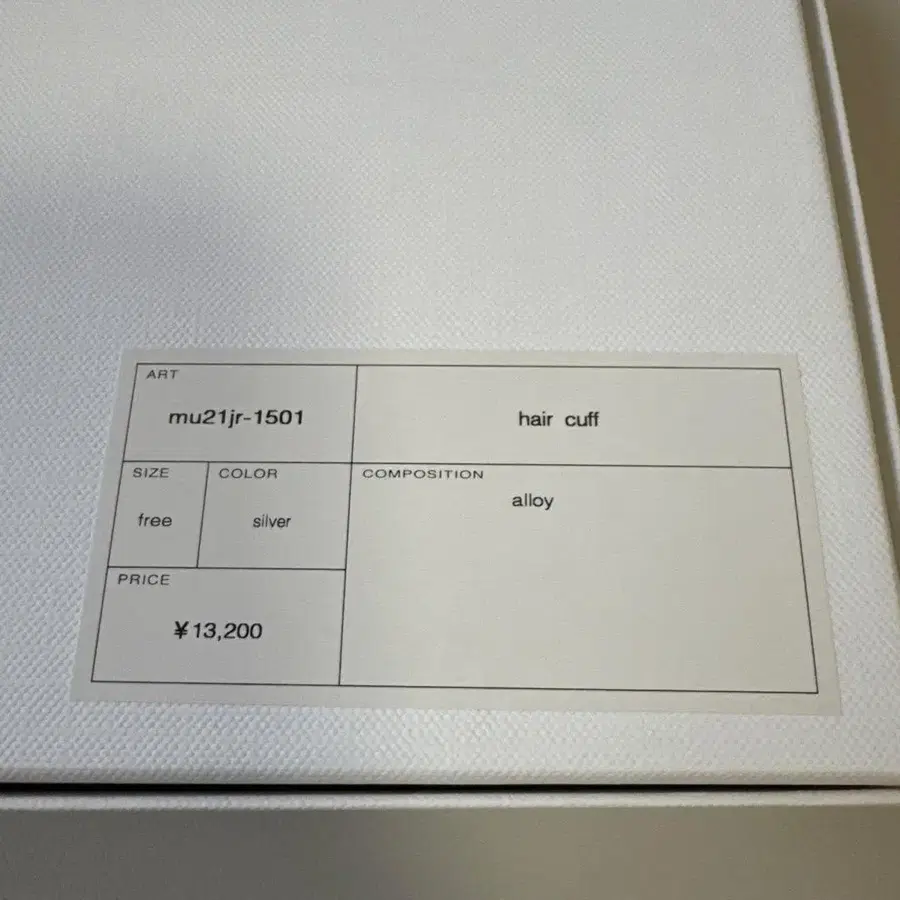 ART
mu21jr-1501
hair cuff
SIZE
free
COLOR
silver
COMPOSITION
alloy
PRICE
¥13,200